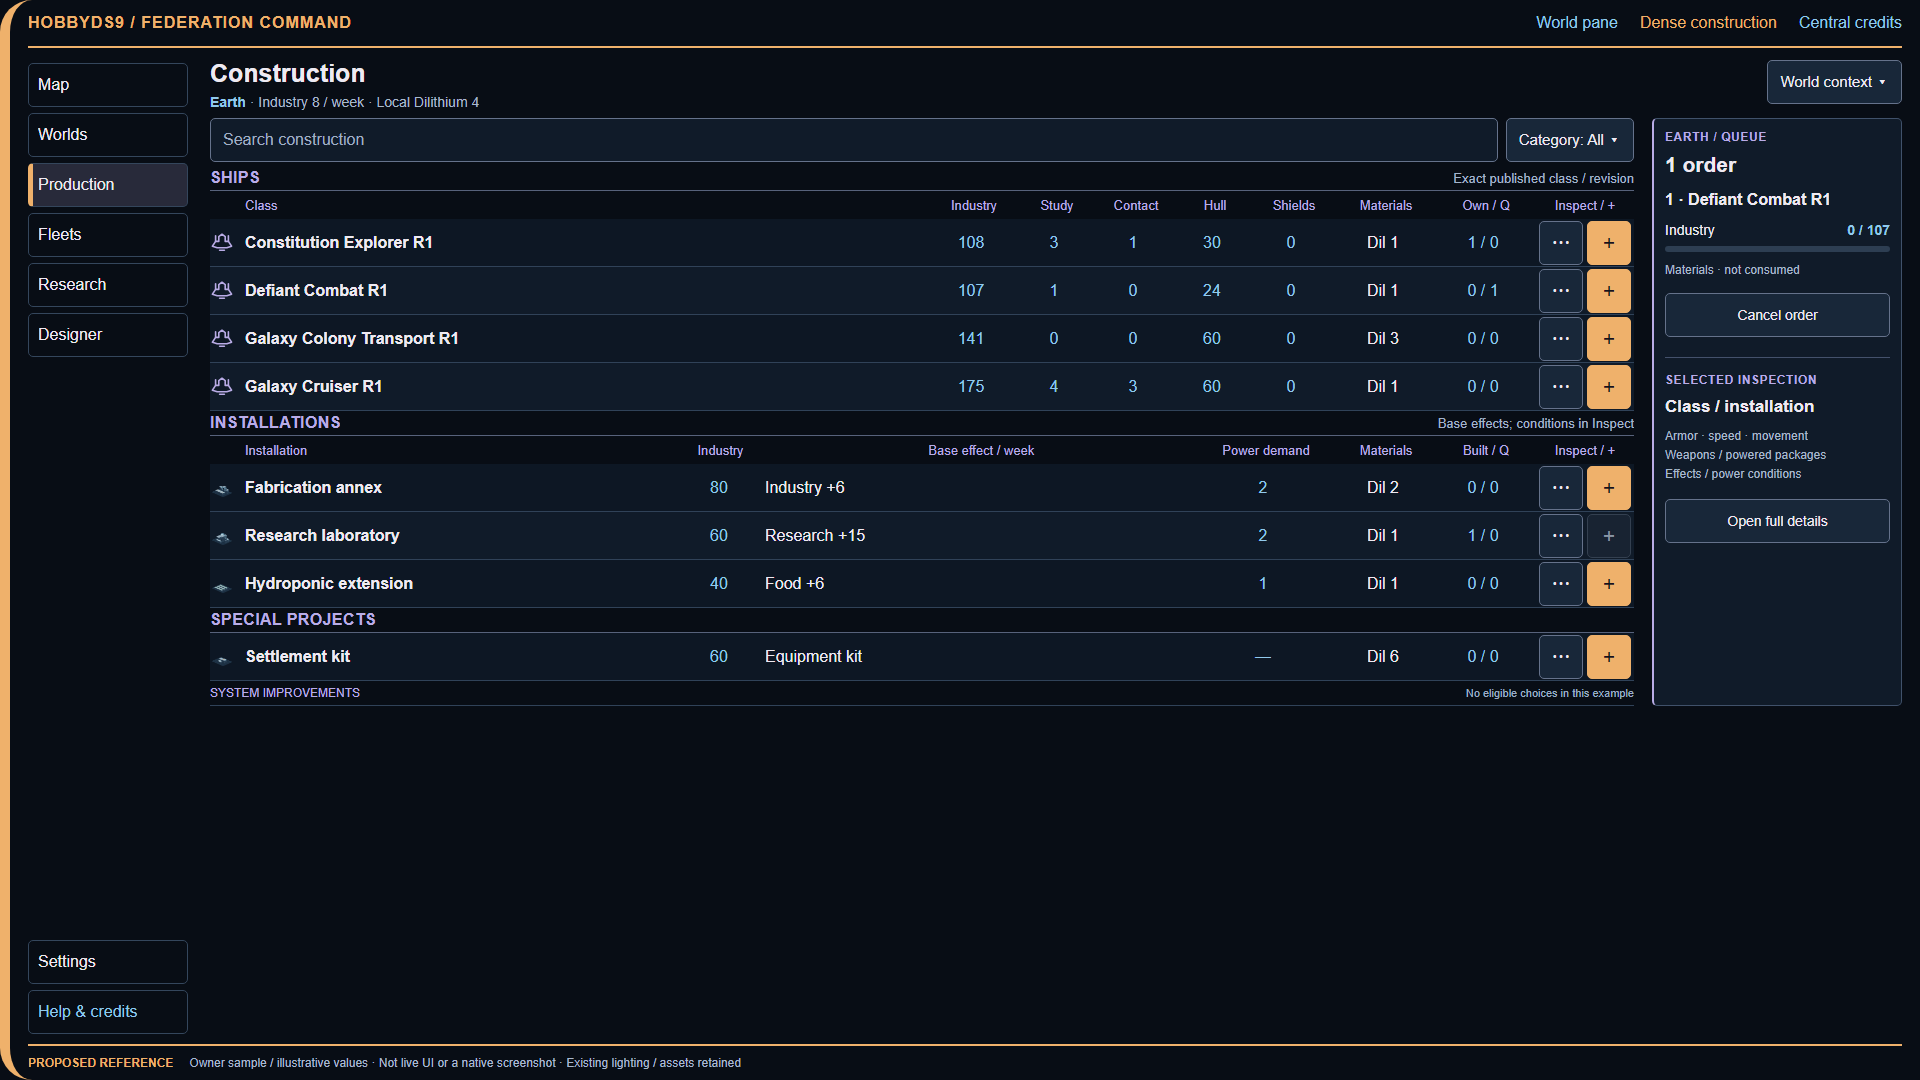 HOBBYDS9 / FEDERATION COMMAND
World pane Dense construction Central credits
Map
Worlds
Production
Fleets
Research
Designer
Settings
Help & credits
Construction
Earth · Industry 8 / week · Local Dilithium 4
World context ▾
Search construction
Category: All ▾
SHIPS Exact published class / revision
Class Industry Study Contact Hull Shields Materials Own / Q Inspect / +
Constitution Explorer R1 108 3 1 30 0 Dil 1 1 / 0 ··· +
Defiant Combat R1 107 1 0 24 0 Dil 1 0 / 1 ··· +
Galaxy Colony Transport R1 141 0 0 60 0 Dil 3 0 / 0 ··· +
Galaxy Cruiser R1 175 4 3 60 0 Dil 1 0 / 0 ··· +
INSTALLATIONS Base effects; conditions in Inspect
Installation Industry Base effect / week Power demand Materials Built / Q Inspect / +
Fabrication annex 80 Industry +6 2 Dil 2 0 / 0 ··· +
Research laboratory 60 Research +15 2 Dil 1 1 / 0 ··· +
Hydroponic extension 40 Food +6 1 Dil 1 0 / 0 ··· +
SPECIAL PROJECTS
Settlement kit 60 Equipment kit — Dil 6 0 / 0 ··· +
SYSTEM IMPROVEMENTS No eligible choices in this example
EARTH / QUEUE
1 order
1 · Defiant Combat R1
Industry 0 / 107
Materials · not consumed
Cancel order
SELECTED INSPECTION
Class / installation
Armor · speed · movement
Weapons / powered packages
Effects / power conditions
Open full details
PROPOSED REFERENCE Owner sample / illustrative values · Not live UI or a native screenshot · Existing lighting / assets retained